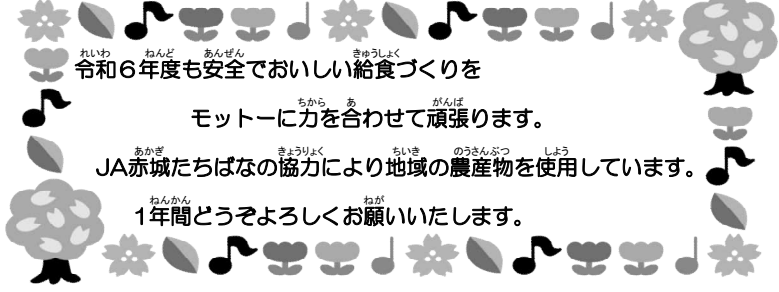 令和６年度も安全でおいしい給食づくりを
モットーに力を合わせて頑張ります。
JA赤城たちばなの協力により地域の農産物を使用しています。
1年間どうぞよろしくお願いいたします。